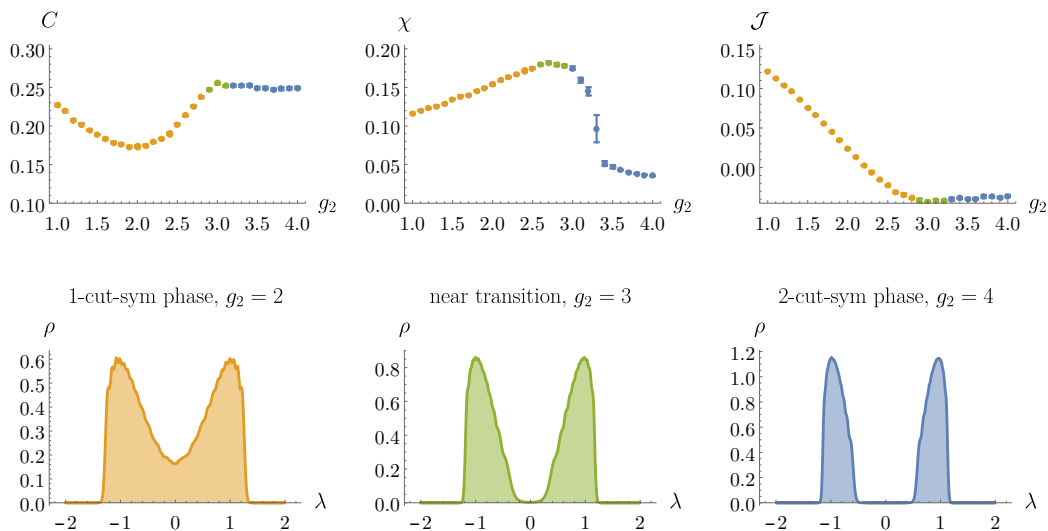 C
0.30
0.25
0.20
0.15
0.10
1.0 1.5 2.0 2.5 3.0 3.5 4.0
g₂
χ
0.20
0.15
0.10
0.05
0.00
1.0 1.5 2.0 2.5 3.0 3.5 4.0
g₂
𝒥
0.15
0.10
0.05
0.00
1.0 1.5 2.0 2.5 3.0 3.5 4.0
g₂
1-cut-sym phase, g₂ = 2
ρ
0.6
0.5
0.4
0.3
0.2
0.1
0.0
−2 −1 0 1 2
λ
near transition, g₂ = 3
ρ
0.8
0.6
0.4
0.2
0.0
−2 −1 0 1 2
λ
2-cut-sym phase, g₂ = 4
ρ
1.2
1.0
0.8
0.6
0.4
0.2
0.0
−2 −1 0 1 2
λ